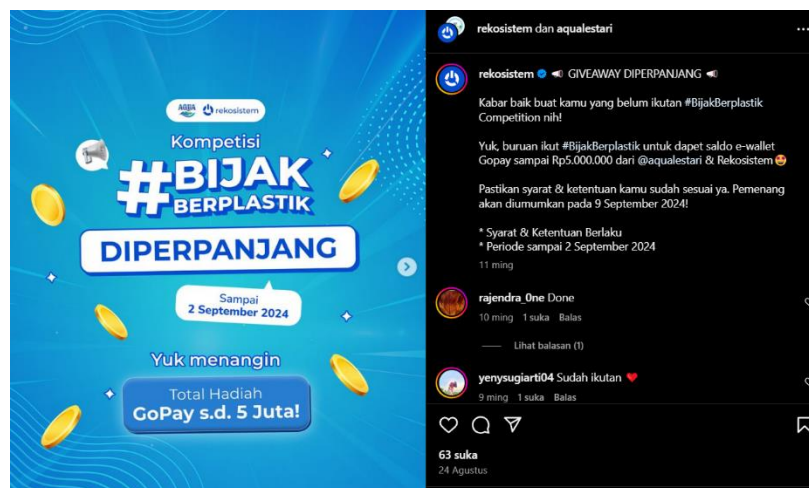 AQUA rekosistem
Kompetisi
#BIJAK
BERPLASTIK
DIPERPANJANG
Sampai
2 September 2024
Yuk menangin
Total Hadiah
GoPay s.d. 5 Juta!
rekosistem dan aqualestari
rekosistem GIVEAWAY DIPERPANJANG
Kabar baik buat kamu yang belum ikutan #BijakBerplastik
Competition nih!
Yuk, buruan ikut #BijakBerplastik untuk dapet saldo e-wallet
Gopay sampai Rp5.000.000 dari @aqualestari & Rekosistem
Pastikan syarat & ketentuan kamu sudah sesuai ya. Pemenang
akan diumumkan pada 9 September 2024!
* Syarat & Ketentuan Berlaku
* Periode sampai 2 September 2024
11 ming
rajendra_0ne Done
10 ming 1 suka Balas
Lihat balasan (1)
yenysugiarti04 Sudah ikutan
9 ming 1 suka Balas
63 suka
24 Agustus